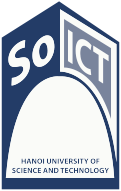 SoICT
HANOI UNIVERSITY OF
SCIENCE AND TECHNOLOGY